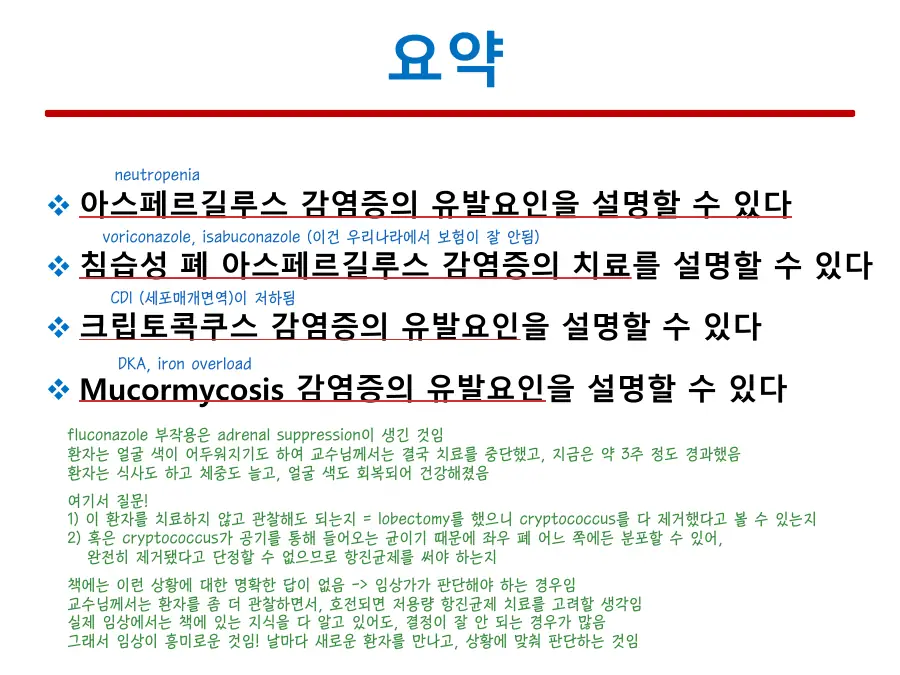 요약
neutropenia
❖ 아스페르길루스 감염증의 유발요인을 설명할 수 있다
voriconazole, isabuconazole (이건 우리나라에서 보험이 잘 안됨)
❖ 침습성 폐 아스페르길루스 감염증의 치료를 설명할 수 있다
CDI (세포매개면역)이 저하됨
❖ 크립토콕쿠스 감염증의 유발요인을 설명할 수 있다
DKA, iron overload
❖ Mucormycosis 감염증의 유발요인을 설명할 수 있다
fluconazole 부작용은 adrenal suppression이 생긴 것임
환자는 얼굴 색이 어두워지기도 하여 교수님께서는 결국 치료를 중단했고, 지금은 약 3주 정도 경과했음
환자는 식사도 하고 체중도 늘고, 얼굴 색도 회복되어 건강해졌음
여기서 질문!
1) 이 환자를 치료하지 않고 관찰해도 되는지 = lobectomy를 했으니 cryptococcus를 다 제거했다고 볼 수 있는지
2) 혹은 cryptococcus가 공기를 통해 들어오는 균이기 때문에 좌우 폐 어느 쪽에든 분포할 수 있어,
완전히 제거됐다고 단정할 수 없으므로 항진균제를 써야 하는지
책에는 이런 상황에 대한 명확한 답이 없음 -> 임상가가 판단해야 하는 경우임
교수님께서는 환자를 좀 더 관찰하면서, 호전되면 저용량 항진균제 치료를 고려할 생각임
실제 임상에서는 책에 있는 지식을 다 알고 있어도, 결정이 잘 안 되는 경우가 많음
그래서 임상이 흥미로운 것임! 날마다 새로운 환자를 만나고, 상황에 맞춰 판단하는 것임